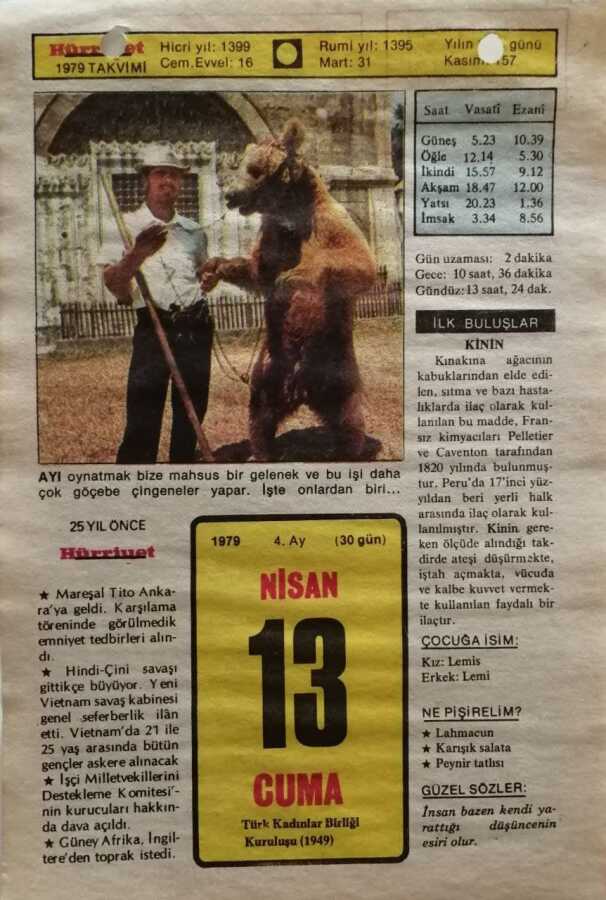 Hürriyet
1979 TAKVİMİ
Hicri yıl: 1399
Cem.Evvel: 16
Rumi yıl: 1395
Mart: 31
Yılın günü
Kasım: 157
Saat Vasatî Ezanî
Güneş 5.23 10.39
Öğle 12.14 5.30
İkindi 15.57 9.12
Akşam 18.47 12.00
Yatsı 20.23 1.36
İmsak 3.34 8.56
Gün uzaması: 2 dakika
Gece: 10 saat, 36 dakika
Gündüz: 13 saat, 24 dak.
AYI oynatmak bize mahsus bir gelenek ve bu işi daha
çok göçebe çingeneler yapar. İşte onlardan biri...
25 YIL ÖNCE
Hürriyet
★ Mareşal Tito Anka-
ra'ya geldi. Karşılama
töreninde görülmedik
emniyet tedbirleri alın-
dı.
★ Hindi-Çini savaşı
gittikçe büyüyor. Yeni
Vietnam savaş kabinesi
genel seferberlik ilân
etti. Vietnam'da 21 ile
25 yaş arasında bütün
gençler askere alınacak
★ İşçi Milletvekillerini
Destekleme Komitesi'-
nin kurucuları hakkın-
da dava açıldı.
★ Güney Afrika, İngil-
tere'den toprak istedi.
1979 4. Ay (30 gün)
NİSAN
13
CUMA
Türk Kadınlar Birliği
Kuruluşu (1949)
İLK BULUŞLAR
KİNİN
Kınakına ağacının
kabuklarından elde edi-
len, sıtma ve bazı hasta-
lıklarda ilaç olarak kul-
lanılan bu madde, Fran-
sız kimyacıları Pelletier
ve Caventon tarafından
1820 yılında bulunmuş-
tur. Peru'da 17'inci yüz-
yıldan beri yerli halk
arasında ilaç olarak kul-
lanılmıştır. Kinin gere-
ken ölçüde alındığı tak-
dirde ateşi düşürmekte,
iştah açmakta, vücuda
ve kalbe kuvvet vermek-
te kullanılan faydalı bir
ilaçtır.
ÇOCUĞA İSİM:
Kız: Lemis
Erkek: Lemi
NE PİŞİRELİM?
★ Lahmacun
★ Karışık salata
★ Peynir tatlısı
GÜZEL SÖZLER:
İnsan bazen kendi ya-
rattığı düşüncenin
esiri olur.